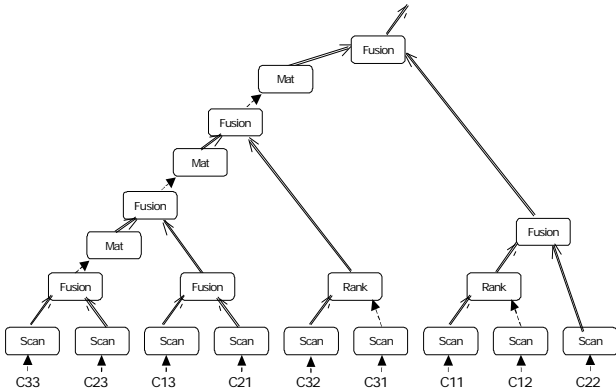 Fusion
Mat
Fusion
Mat
Fusion
Fusion
Mat
Fusion Fusion Rank Rank
Scan Scan Scan Scan Scan Scan Scan Scan Scan
C33 C23 C13 C21 C32 C31 C11 C12 C22